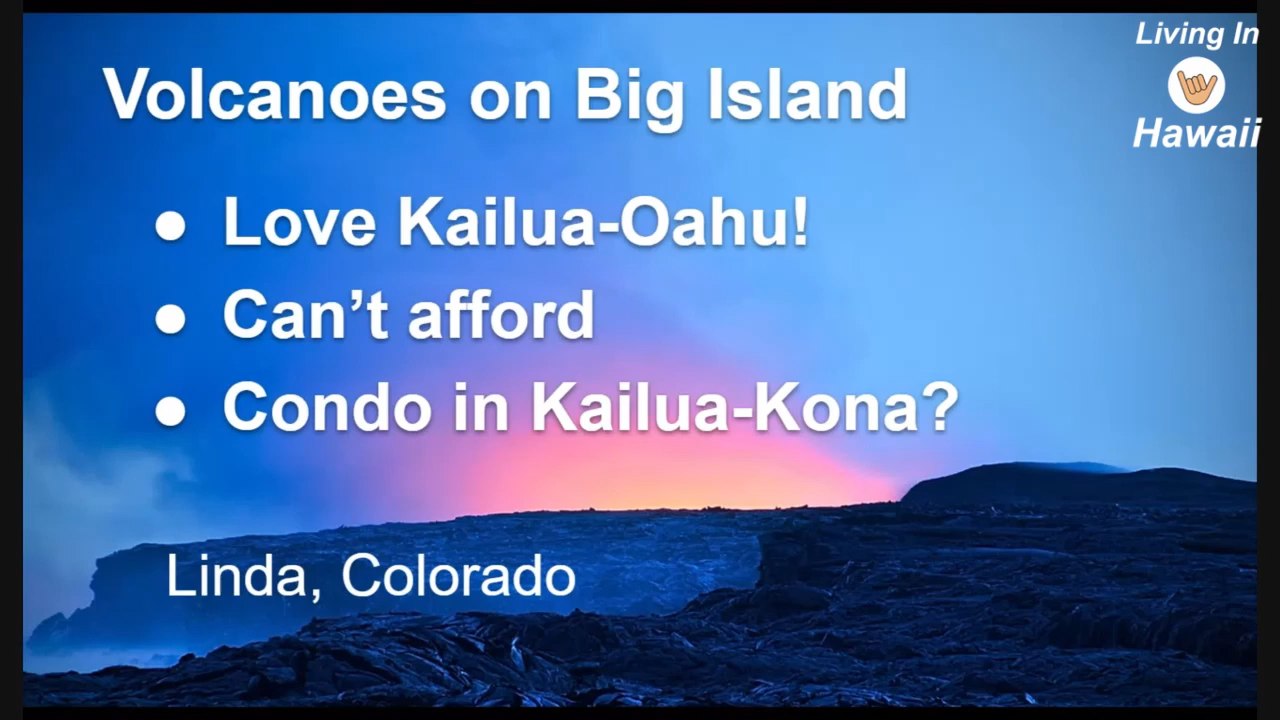 Living In
Hawaii
Volcanoes on Big Island
● Love Kailua-Oahu!
● Can’t afford
● Condo in Kailua-Kona?
Linda, Colorado